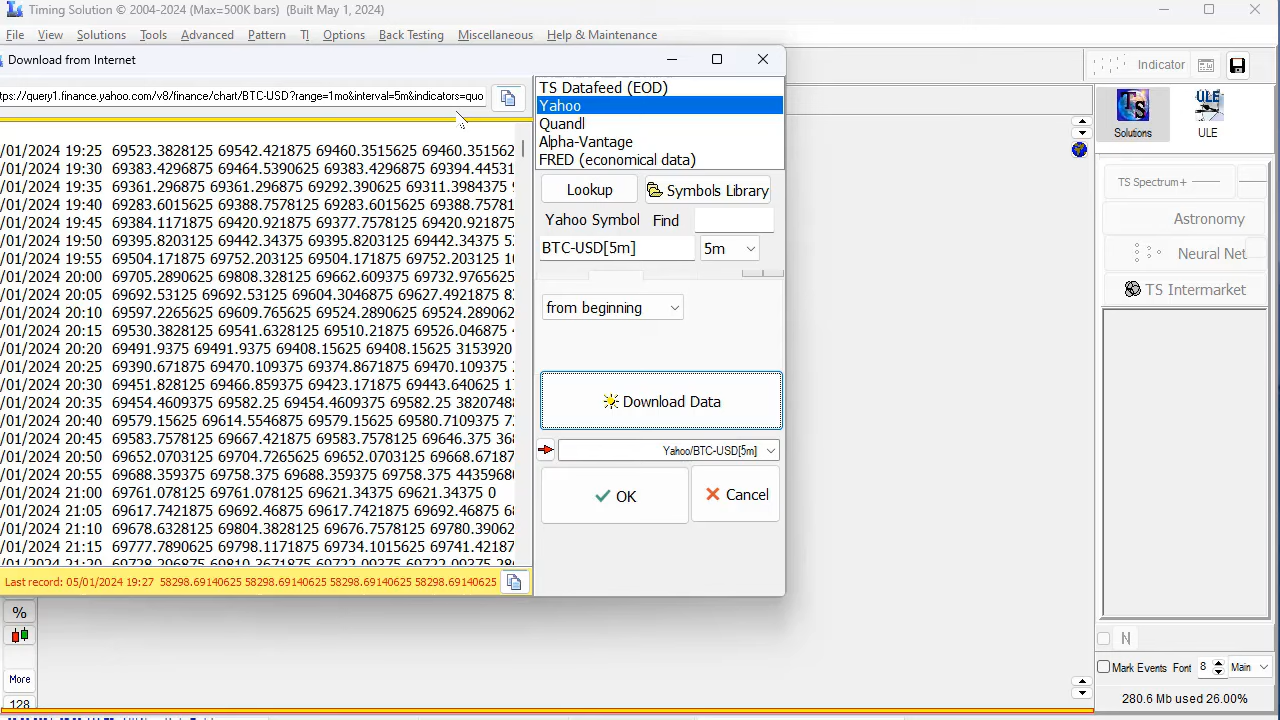 Timing Solution © 2004-2024 (Max=500K bars)  (Built May 1, 2024)
File View Solutions Tools Advanced Pattern TI Options Back Testing Miscellaneous Help & Maintenance
Download from Internet
Indicator
tps://query1.finance.yahoo.com/v8/finance/chart/BTC-USD?range=1mo&interval=5m&indicators=quo
TS Datafeed (EOD)
Yahoo
Quandl
Alpha-Vantage
FRED (economical data)
Lookup Symbols Library
Yahoo Symbol Find
BTC-USD[5m] 5m
from beginning
Download Data
Yahoo/BTC-USD[5m]
OK Cancel
/01/2024 19:25 69523.3828125 69542.421875 69460.3515625 69460.351562
/01/2024 19:30 69383.4296875 69464.5390625 69383.4296875 69394.44531
/01/2024 19:35 69361.296875 69361.296875 69292.390625 69311.3984375
/01/2024 19:40 69283.6015625 69388.7578125 69283.6015625 69388.75781
/01/2024 19:45 69384.1171875 69420.921875 69377.7578125 69420.921875
/01/2024 19:50 69395.8203125 69442.34375 69395.8203125 69442.34375 52
/01/2024 19:55 69504.171875 69752.203125 69504.171875 69752.203125 10
/01/2024 20:00 69705.2890625 69808.328125 69662.609375 69732.9765625
/01/2024 20:05 69692.53125 69692.53125 69604.3046875 69627.4921875
/01/2024 20:10 69597.2265625 69609.765625 69524.2890625 69524.289062
/01/2024 20:15 69530.3828125 69541.6328125 69510.21875 69526.046875
/01/2024 20:20 69491.9375 69491.9375 69408.15625 69408.15625 3153920
/01/2024 20:25 69390.671875 69470.109375 69374.8671875 69470.109375
/01/2024 20:30 69451.828125 69466.859375 69423.171875 69443.640625 17
/01/2024 20:35 69454.4609375 69582.25 69454.4609375 69582.25 3820748
/01/2024 20:40 69579.15625 69614.5546875 69579.15625 69580.7109375
/01/2024 20:45 69583.7578125 69667.421875 69583.7578125 69646.375 368
/01/2024 20:50 69652.0703125 69704.7265625 69652.0703125 69668.67187
/01/2024 20:55 69688.359375 69758.375 69688.359375 69758.375 4435968
/01/2024 21:00 69761.078125 69761.078125 69621.34375 69621.34375 0
/01/2024 21:05 69617.7421875 69692.46875 69617.7421875 69692.46875
/01/2024 21:10 69678.6328125 69804.3828125 69676.7578125 69780.39062
/01/2024 21:15 69777.7890625 69798.1171875 69734.1015625 69741.42187
Last record: 05/01/2024 19:27 58298.69140625 58298.69140625 58298.69140625 58298.69140625
Solutions ULE
TS Spectrum+
Astronomy
Neural Net
TS Intermarket
N
Mark Events Font 8 Main
280.6 Mb used 26.00%
%
More
128